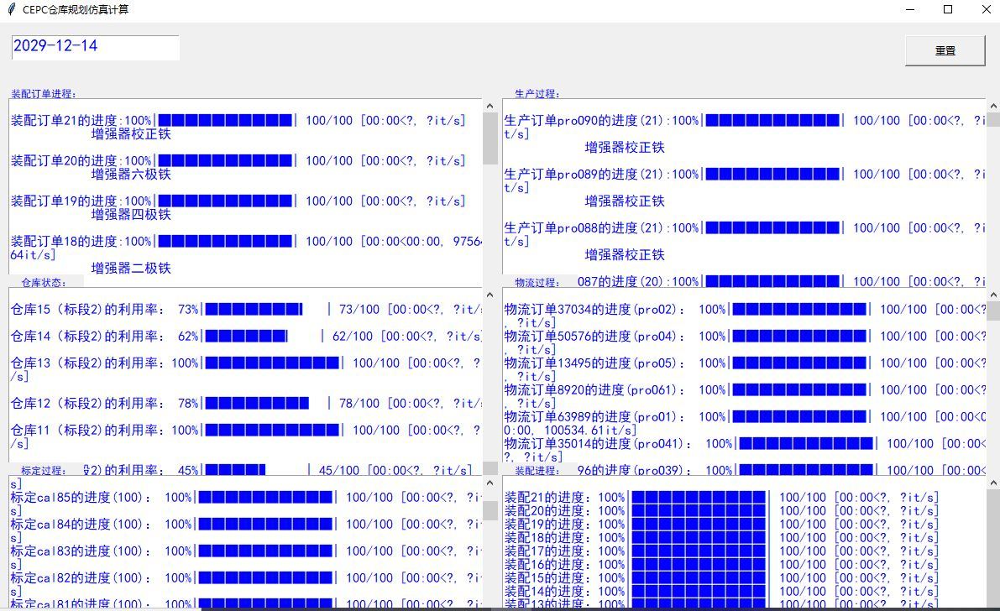 CEPC仓库规划仿真计算
2029-12-14
重置
装配订单进程:
装配订单21的进度:100%|██████████| 100/100 [00:00<?, ?it/s]
增强器校正铁
装配订单20的进度:100%|██████████| 100/100 [00:00<?, ?it/s]
增强器六极铁
装配订单19的进度:100%|██████████| 100/100 [00:00<?, ?it/s]
增强器四极铁
装配订单18的进度:100%|██████████| 100/100 [00:00<00:00, 97564
64it/s]
增强器二极铁
生产过程:
生产订单pro090的进度(21):100%|██████████| 100/100 [00:00<?, ?i
t/s]
增强器校正铁
生产订单pro089的进度(21):100%|██████████| 100/100 [00:00<?, ?i
t/s]
增强器校正铁
生产订单pro088的进度(21):100%|██████████| 100/100 [00:00<?, ?i
t/s]
增强器校正铁
087的进度(20):100%|██████████| 100/100 [00:00<?, ?i
仓库状态:
仓库15（标段2)的利用率: 73%|███████▎  | 73/100 [00:00<?, ?it/
仓库14（标段2)的利用率: 62%|██████▏   | 62/100 [00:00<?, ?it/s
仓库13（标段2)的利用率:100%|██████████| 100/100 [00:00<?, ?
/s]
仓库12（标段2)的利用率: 78%|███████▊  | 78/100 [00:00<?, ?it/
仓库11（标段2)的利用率:100%|██████████| 100/100 [00:00<?, ?
/s]
段2)的利用率: 45%|████▌     | 45/100 [00:00<?, ?it/s]
物流过程:
物流订单37034的进度(pro02): 100%|██████████| 100/100 [00:00<?
, ?it/s]
物流订单50576的进度(pro04): 100%|██████████| 100/100 [00:00<?
, ?it/s]
物流订单13495的进度(pro05): 100%|██████████| 100/100 [00:00<?
, ?it/s]
物流订单8920的进度(pro061): 100%|██████████| 100/100 [00:00<?
, ?it/s]
物流订单63989的进度(pro01): 100%|██████████| 100/100 [00:00<0
0:00, 100534.61it/s]
物流订单35014的进度(pro041): 100%|██████████| 100/100 [00:00<
?, ?it/s]
96的进度(pro039): 100%|██████████| 100/100 [00:00<
标定过程:
s]
标定cal85的进度(100): 100%|██████████| 100/100 [00:00<?, ?it/
s]
标定cal84的进度(100): 100%|██████████| 100/100 [00:00<?, ?it/
s]
标定cal83的进度(100): 100%|██████████| 100/100 [00:00<?, ?it/
s]
标定cal82的进度(100): 100%|██████████| 100/100 [00:00<?, ?it/
s]
标定cal81的进度(100): 100%|██████████| 100/100 [00:00<?, ?it/
装配进程:
装配21的进度:100%|██████████| 100/100 [00:00<?, ?it/s]
装配20的进度:100%|██████████| 100/100 [00:00<?, ?it/s]
装配19的进度:100%|██████████| 100/100 [00:00<?, ?it/s]
装配18的进度:100%|██████████| 100/100 [00:00<?, ?it/s]
装配17的进度:100%|██████████| 100/100 [00:00<?, ?it/s]
装配16的进度:100%|██████████| 100/100 [00:00<?, ?it/s]
装配15的进度:100%|██████████| 100/100 [00:00<?, ?it/s]
装配14的进度:100%|██████████| 100/100 [00:00<?, ?it/s]
装配13的进度:100%|██████████| 100/100 [00:00<?, ?it/s]